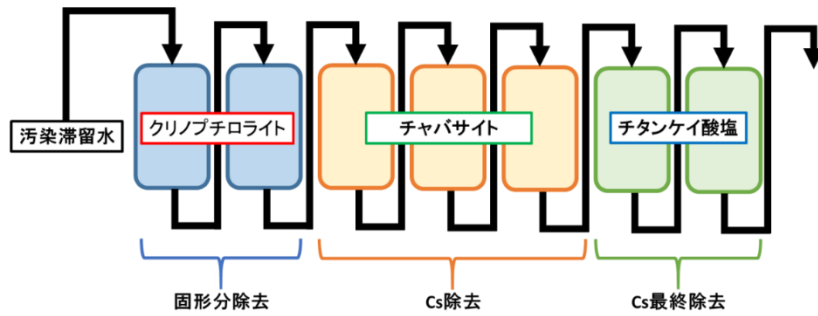 汚染滞留水
クリノプチロライト
チャバサイト
チタンケイ酸塩
固形分除去
Cs除去
Cs最終除去